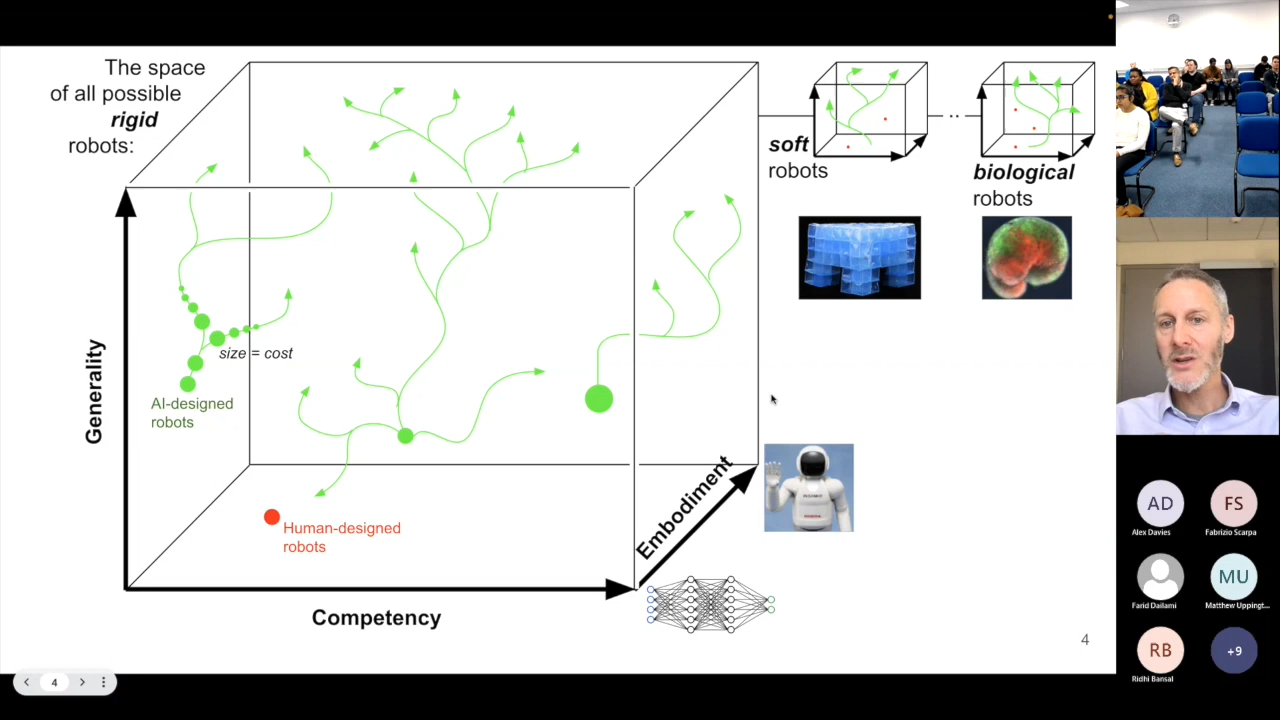 The space
of all possible
rigid
robots:
soft
robots
biological
robots
size = cost
AI-designed
robots
Generality
Human-designed
robots
Embodiment
Competency
4
4
AD
FS
Alex Davies
Fabrizio Scarpa
MU
Farid Dailami
Matthew Uppingt...
RB
+9
Ridhi Bansal